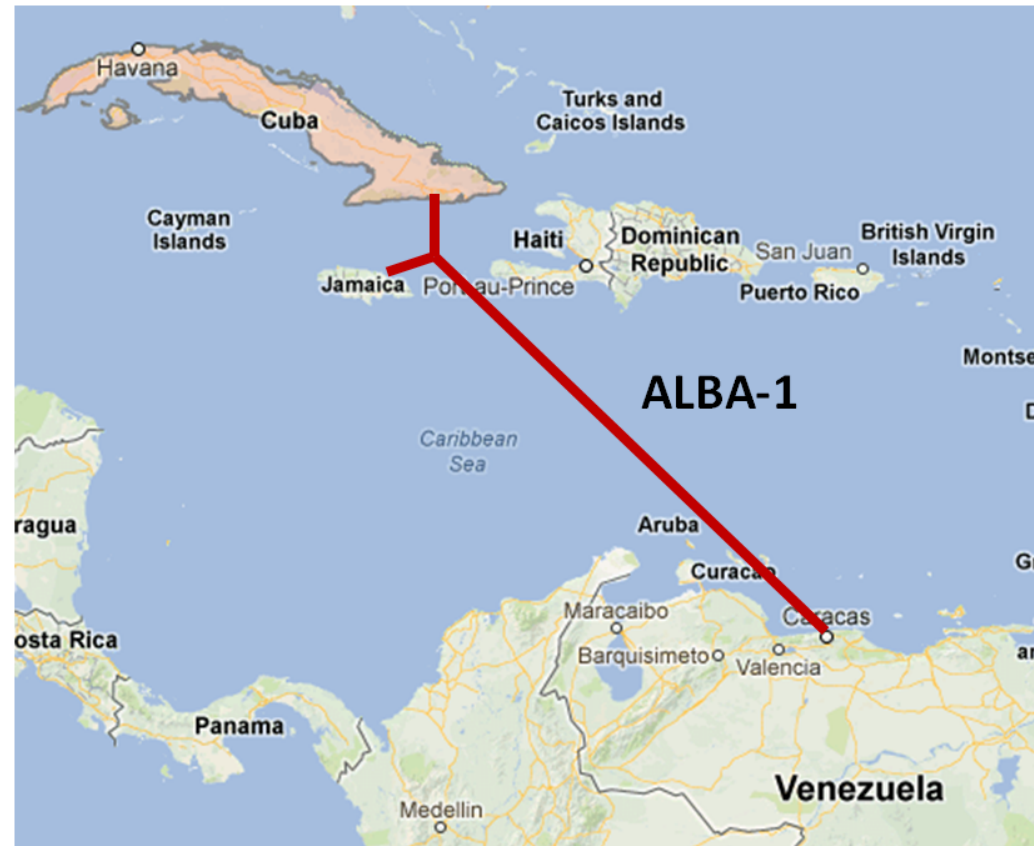 Havana
Cuba
Turks and
Caicos Islands
Cayman
Islands
Haiti
Dominican
Republic
San Juan
British Virgin
Islands
Jamaica
Port-au-Prince
Puerto Rico
Montse
ALBA-1
Caribbean
Sea
ragua
Aruba
Curacao
Maracaibo
Caracas
osta Rica
Barquisimeto
Valencia
Panama
Venezuela
Medellin